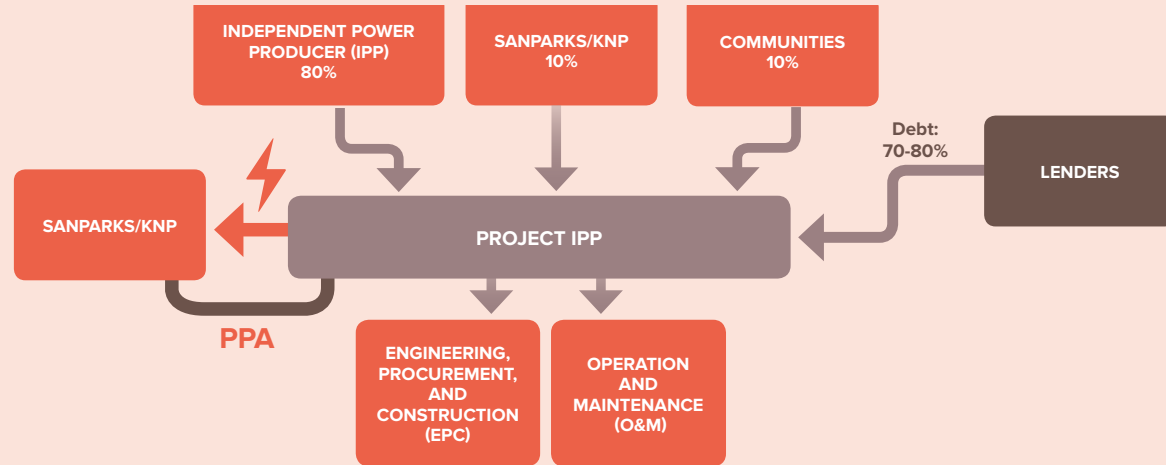 INDEPENDENT POWER
PRODUCER (IPP)
80%
SANPARKS/KNP
10%
COMMUNITIES
10%
Debt:
70-80%
LENDERS
SANPARKS/KNP
PROJECT IPP
PPA
ENGINEERING,
PROCUREMENT,
AND
CONSTRUCTION
(EPC)
OPERATION
AND
MAINTENANCE
(O&M)